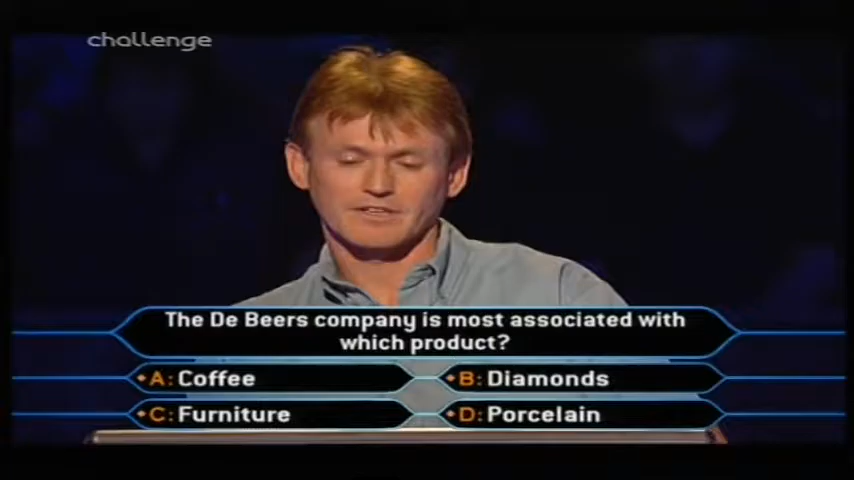 challenge
The De Beers company is most associated with
which product?
A: Coffee
B: Diamonds
C: Furniture
D: Porcelain